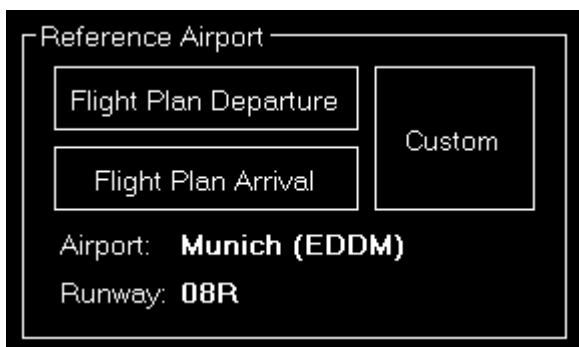 Reference Airport
Flight Plan Departure
Custom
Flight Plan Arrival
Airport: Munich (EDDM)
Runway: 08R